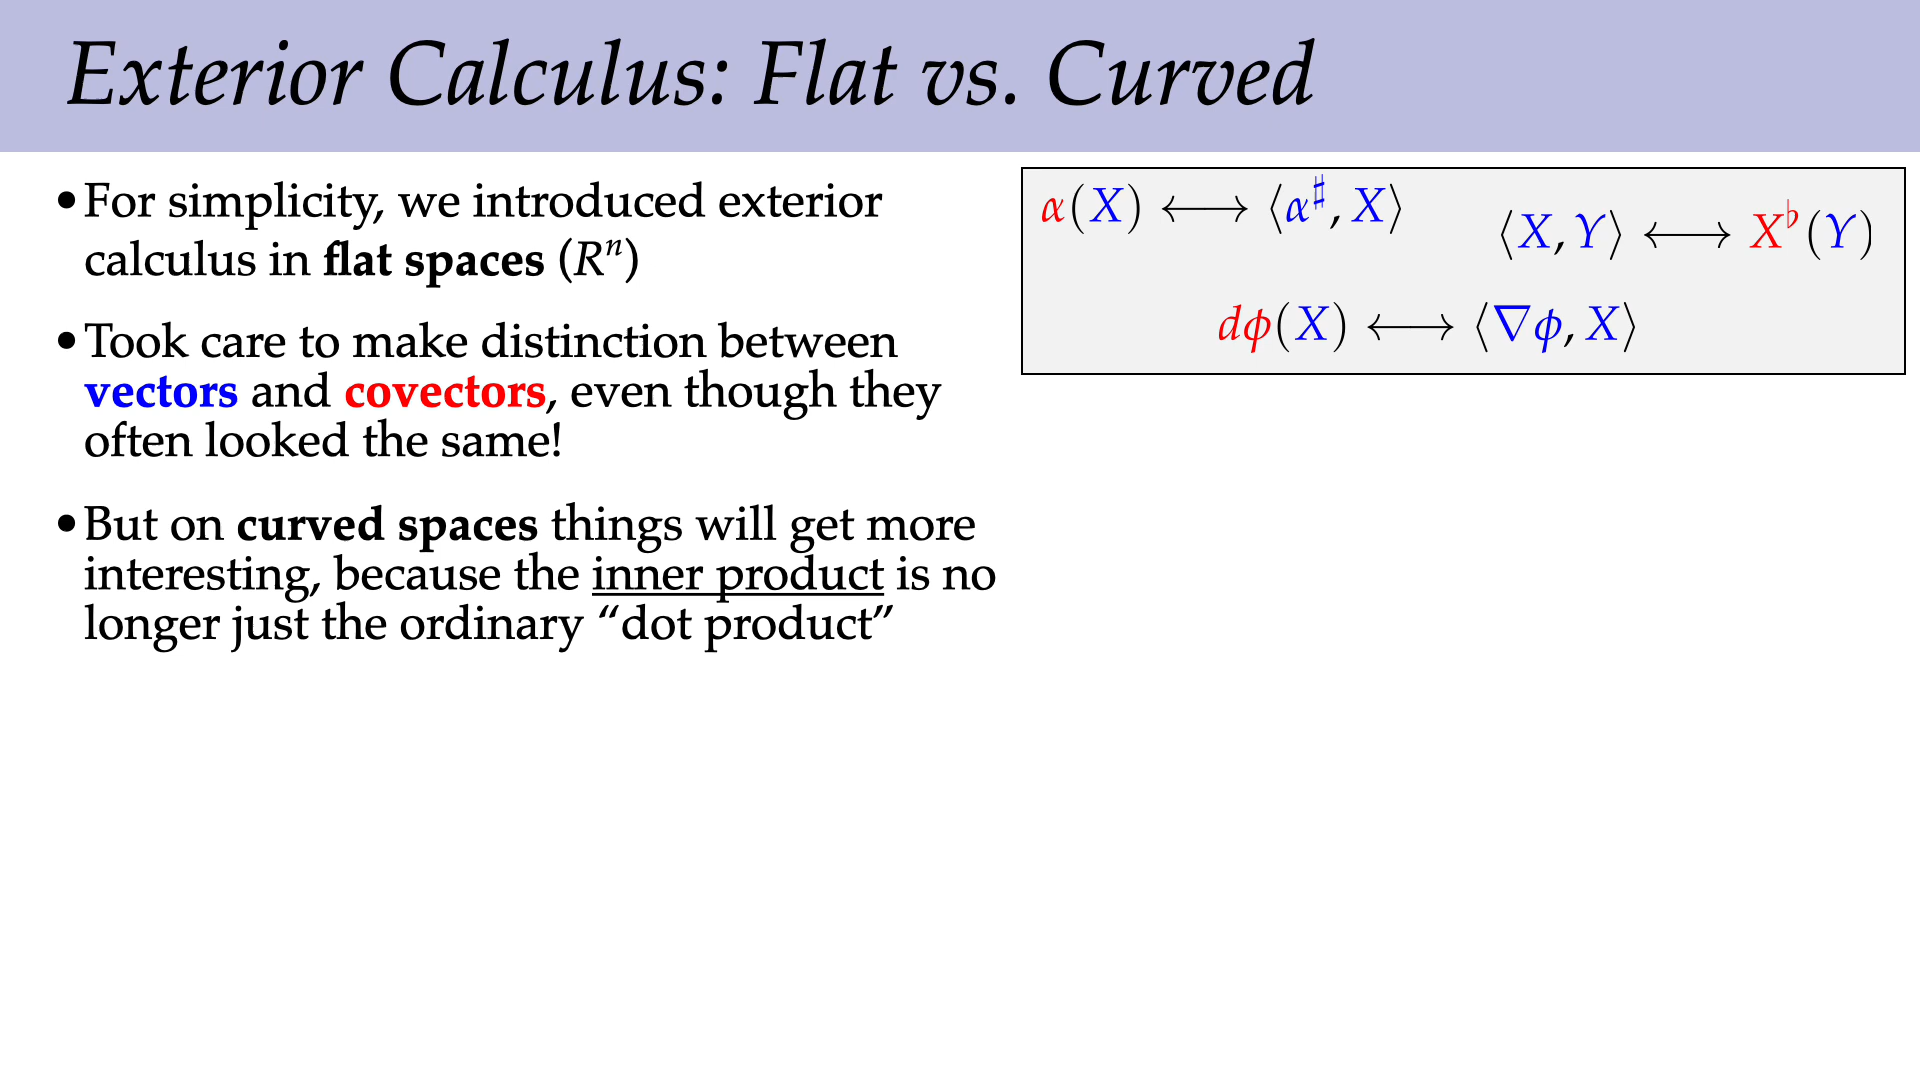 Exterior Calculus: Flat vs. Curved
•For simplicity, we introduced exterior
calculus in flat spaces (Rⁿ)
•Took care to make distinction between
vectors and covectors, even though they
often looked the same!
•But on curved spaces things will get more
interesting, because the inner product is no
longer just the ordinary “dot product”
α(X) ⟷ ⟨α♯, X⟩
⟨X, Y⟩ ⟷ X♭(Y)
dϕ(X) ⟷ ⟨∇ϕ, X⟩